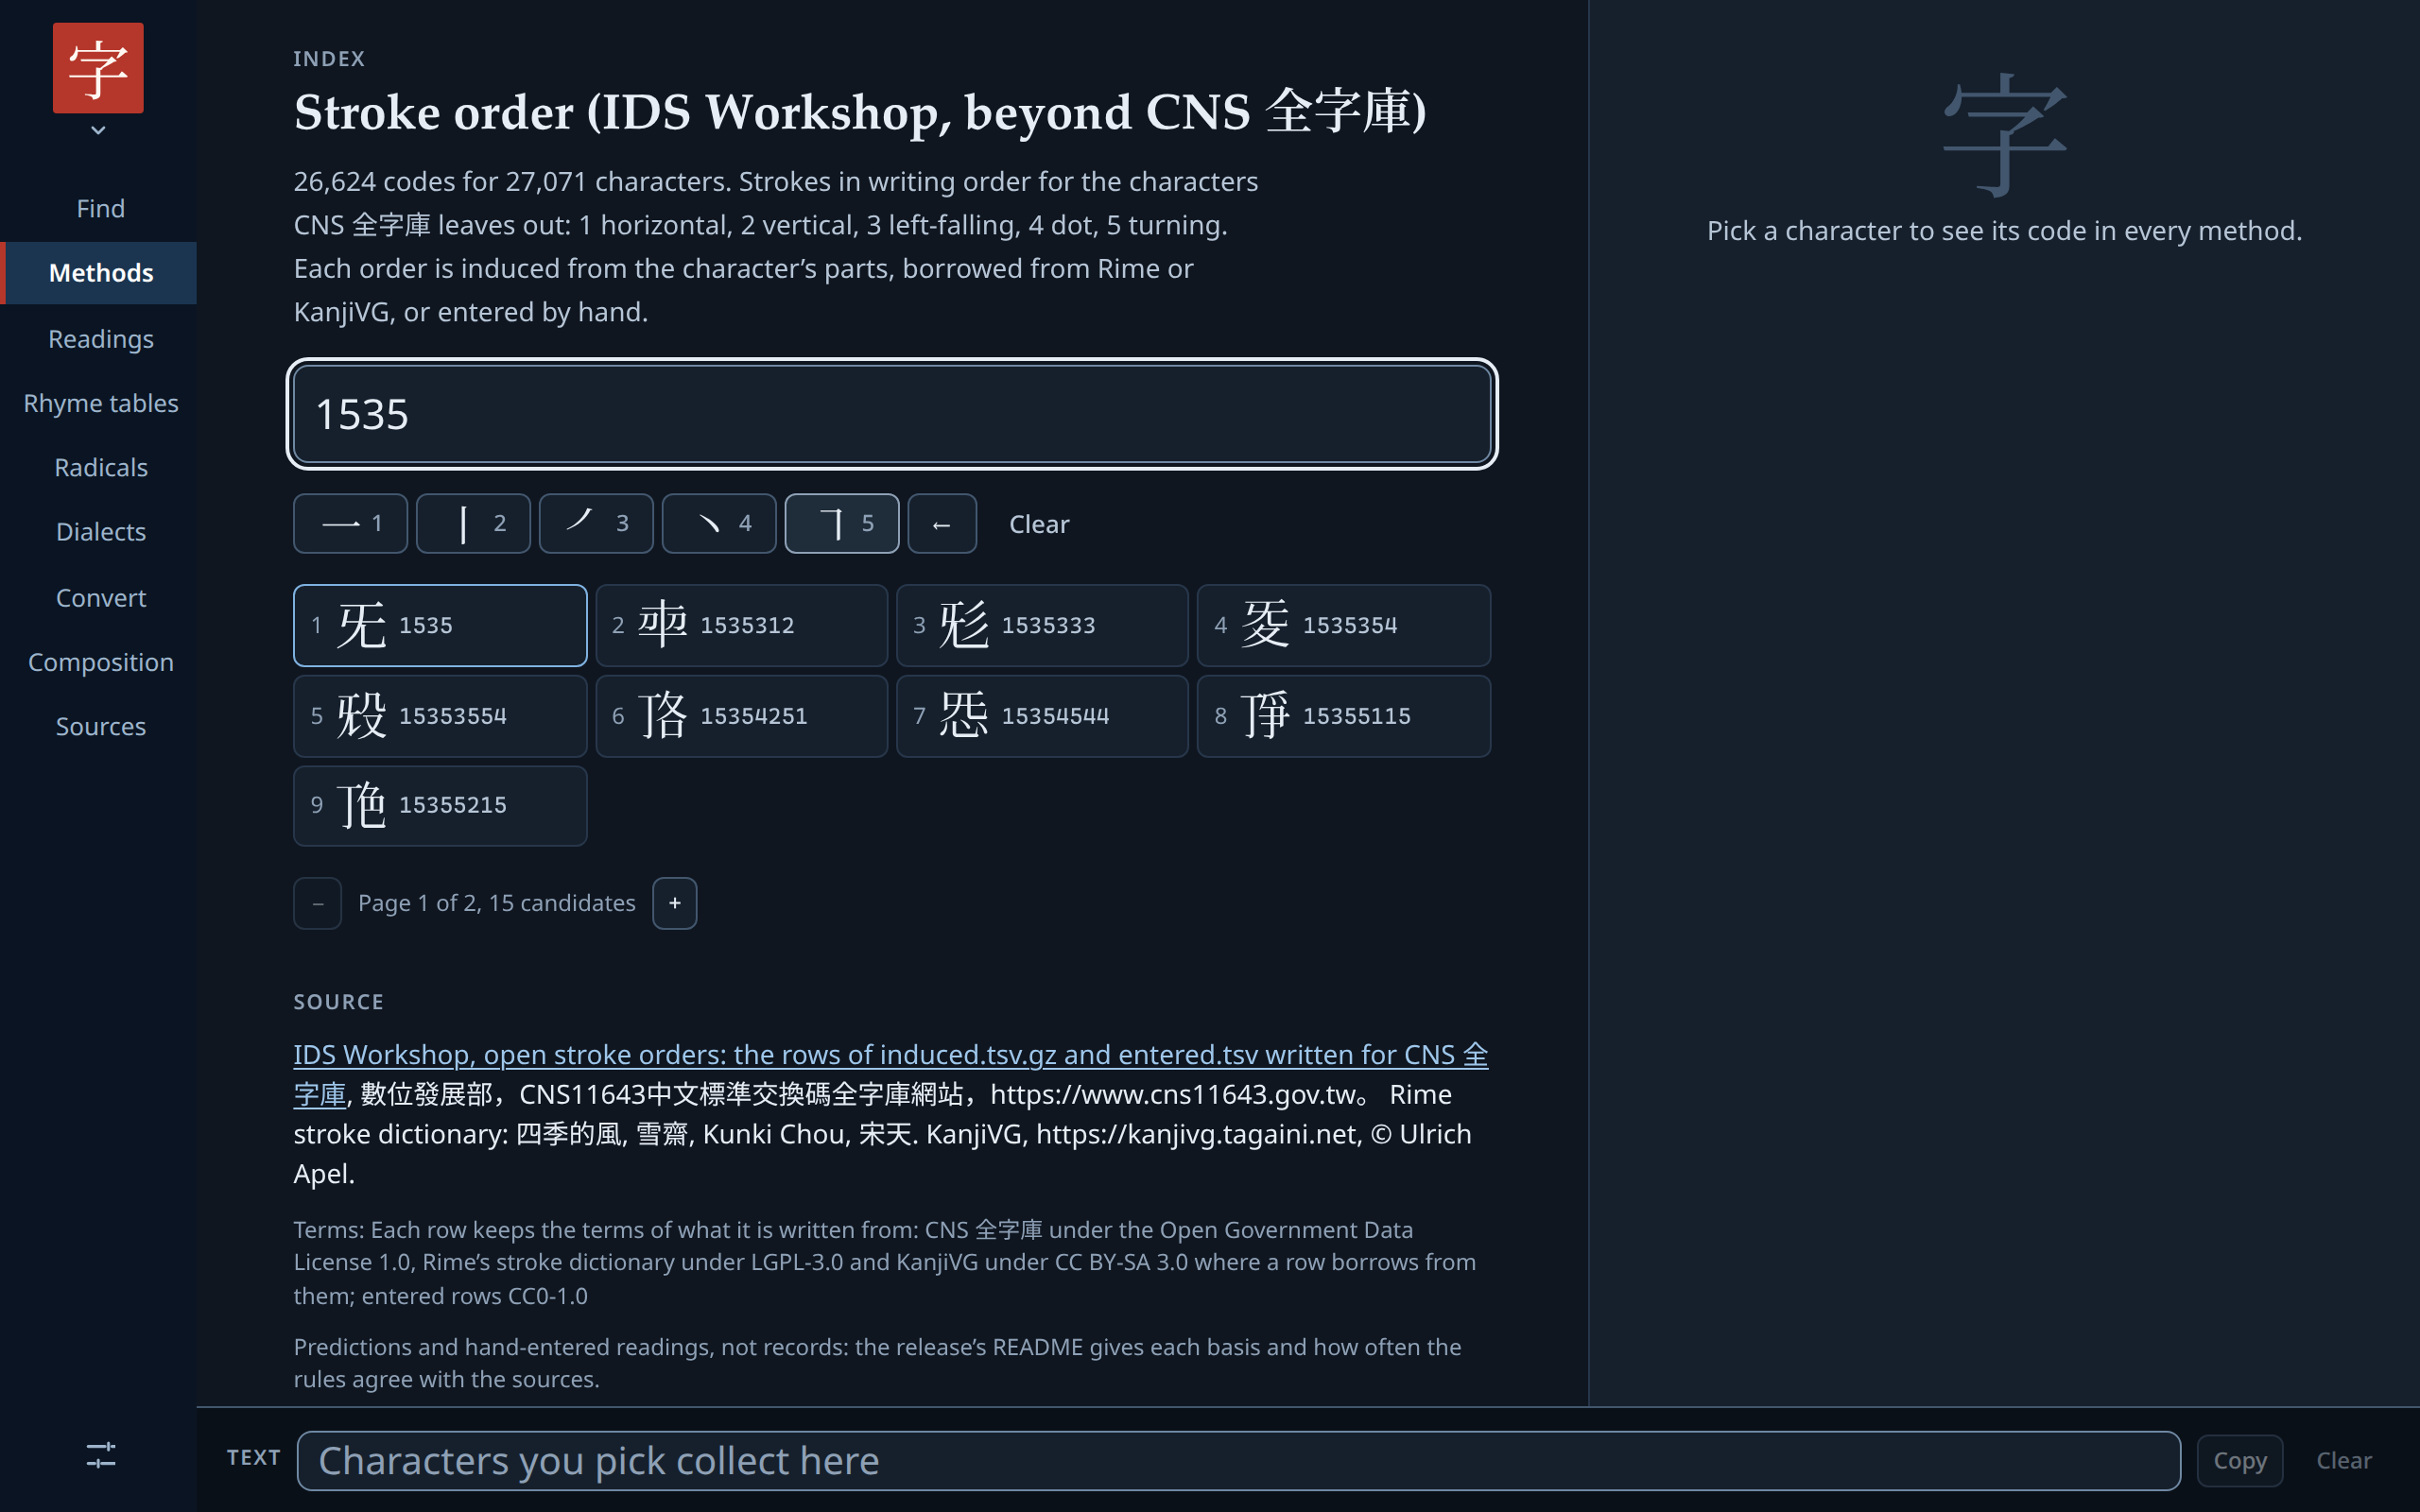 字
Find
Methods
Readings
Rhyme tables
Radicals
Dialects
Convert
Composition
Sources
INDEX
Stroke order (IDS Workshop, beyond CNS 全字庫)
26,624 codes for 27,071 characters. Strokes in writing order for the characters
CNS 全字庫 leaves out: 1 horizontal, 2 vertical, 3 left-falling, 4 dot, 5 turning.
Each order is induced from the character’s parts, borrowed from Rime or
KanjiVG, or entered by hand.
1535
一 1 丨 2 ㇒ 3 ㇔ 4 ㇕ 5 ← Clear
1 旡 1535 2 1535312 3 1535333 4 1535354
5 15353554 6 15354251 7 15354544 8 15355115
9 15355215
− Page 1 of 2, 15 candidates +
SOURCE
IDS Workshop, open stroke orders: the rows of induced.tsv.gz and entered.tsv written for CNS 全
字庫, 數位發展部，CNS11643中文標準交換碼全字庫網站，https://www.cns11643.gov.tw。 Rime
stroke dictionary: 四季的風, 雪齋, Kunki Chou, 宋天. KanjiVG, https://kanjivg.tagaini.net, © Ulrich
Apel.
Terms: Each row keeps the terms of what it is written from: CNS 全字庫 under the Open Government Data
License 1.0, Rime’s stroke dictionary under LGPL-3.0 and KanjiVG under CC BY-SA 3.0 where a row borrows from
them; entered rows CC0-1.0
Predictions and hand-entered readings, not records: the release’s README gives each basis and how often the
rules agree with the sources.
字
Pick a character to see its code in every method.
TEXT Characters you pick collect here Copy Clear